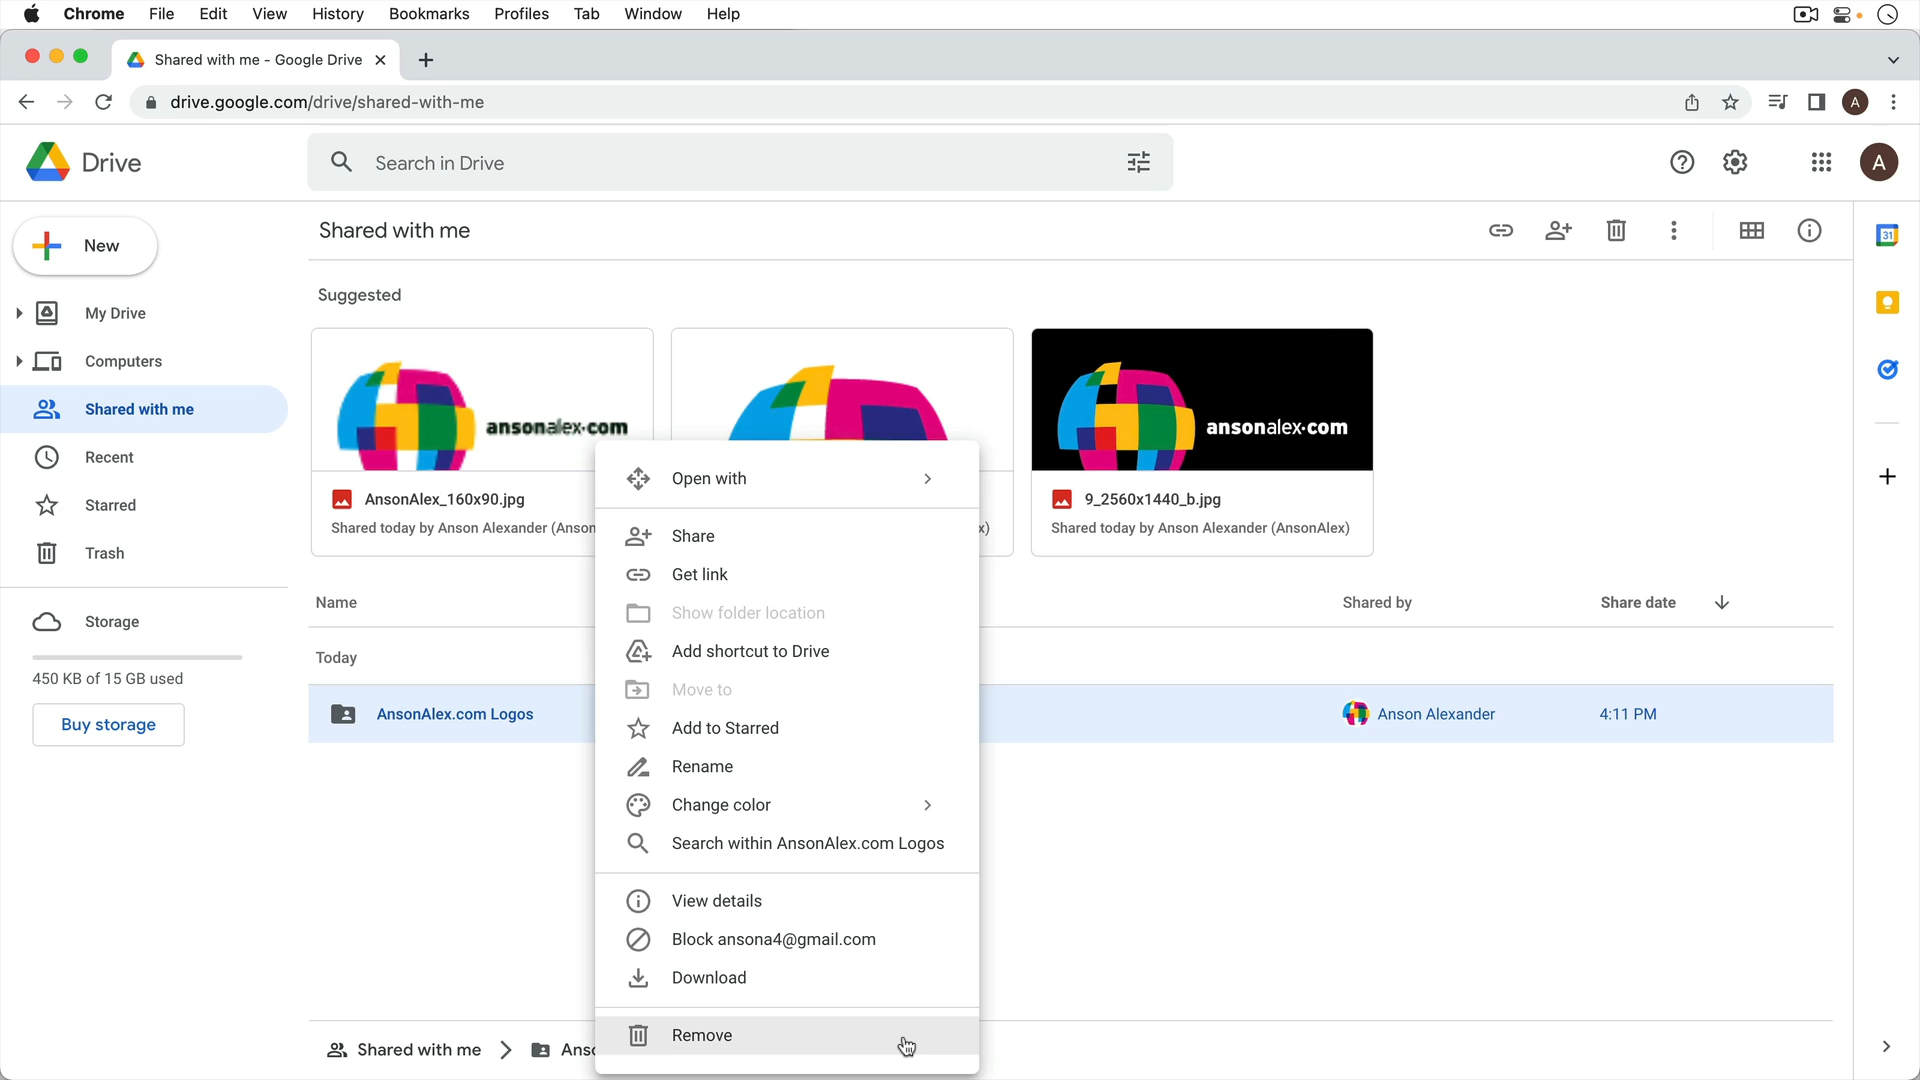 Chrome File Edit View History Bookmarks Profiles Tab Window Help
Shared with me - Google Drive
drive.google.com/drive/shared-with-me
A
Drive
Search in Drive
A
New
Shared with me
31
Suggested
My Drive
Computers
Shared with me
Recent
Starred
Trash
Storage
450 KB of 15 GB used
Buy storage
ansonalex.com
ansonalex.com
AnsonAlex_160x90.jpg
9_2560x1440_b.jpg
Shared today by Anson Alexander (Anson
x)
Shared today by Anson Alexander (AnsonAlex)
Name
Shared by
Share date
Today
AnsonAlex.com Logos
Anson Alexander
4:11 PM
Open with
Share
Get link
Show folder location
Add shortcut to Drive
Move to
Add to Starred
Rename
Change color
Search within AnsonAlex.com Logos
View details
Block ansona4@gmail.com
Download
Remove
Shared with me
Anso